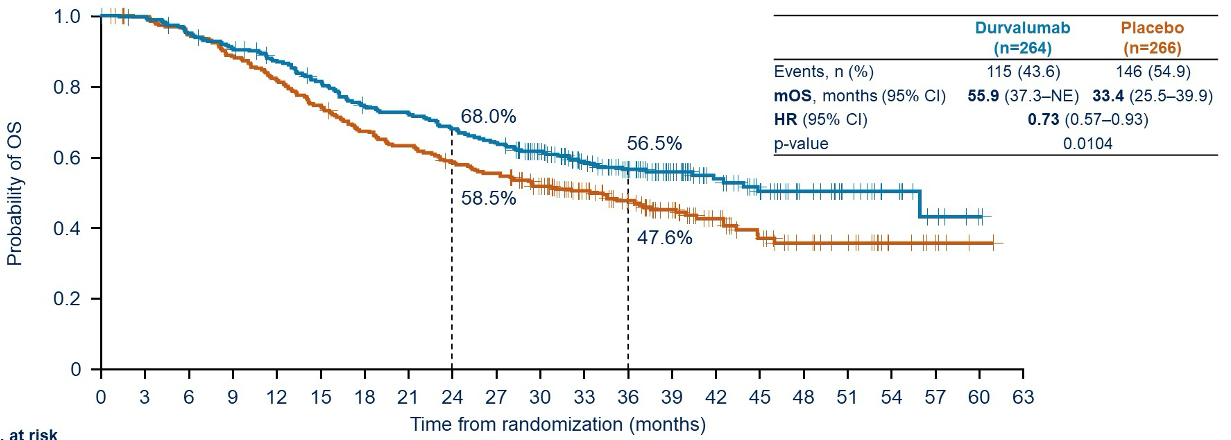 Durvalumab Placebo
(n=264) (n=266)
Events, n (%) 115 (43.6) 146 (54.9)
mOS, months (95% CI) 55.9 (37.3–NE) 33.4 (25.5–39.9)
HR (95% CI) 0.73 (0.57–0.93)
p-value 0.0104
Probability of OS
1.0
0.8
0.6
0.4
0.2
0
68.0%
56.5%
58.5%
47.6%
0 3 6 9 12 15 18 21 24 27 30 33 36 39 42 45 48 51 54 57 60 63
Time from randomization (months)
. at risk